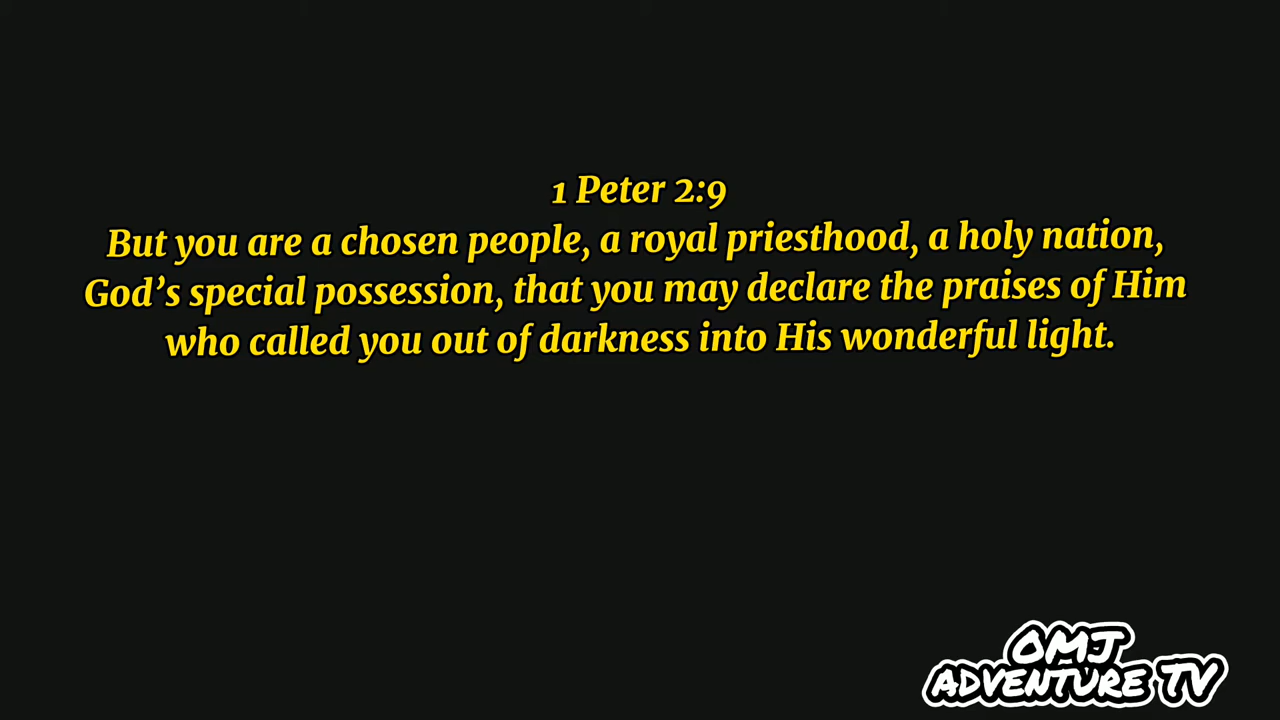 1 Peter 2:9
But you are a chosen people, a royal priesthood, a holy nation,
God’s special possession, that you may declare the praises of Him
who called you out of darkness into His wonderful light.
OMJ
ADVENTURE TV